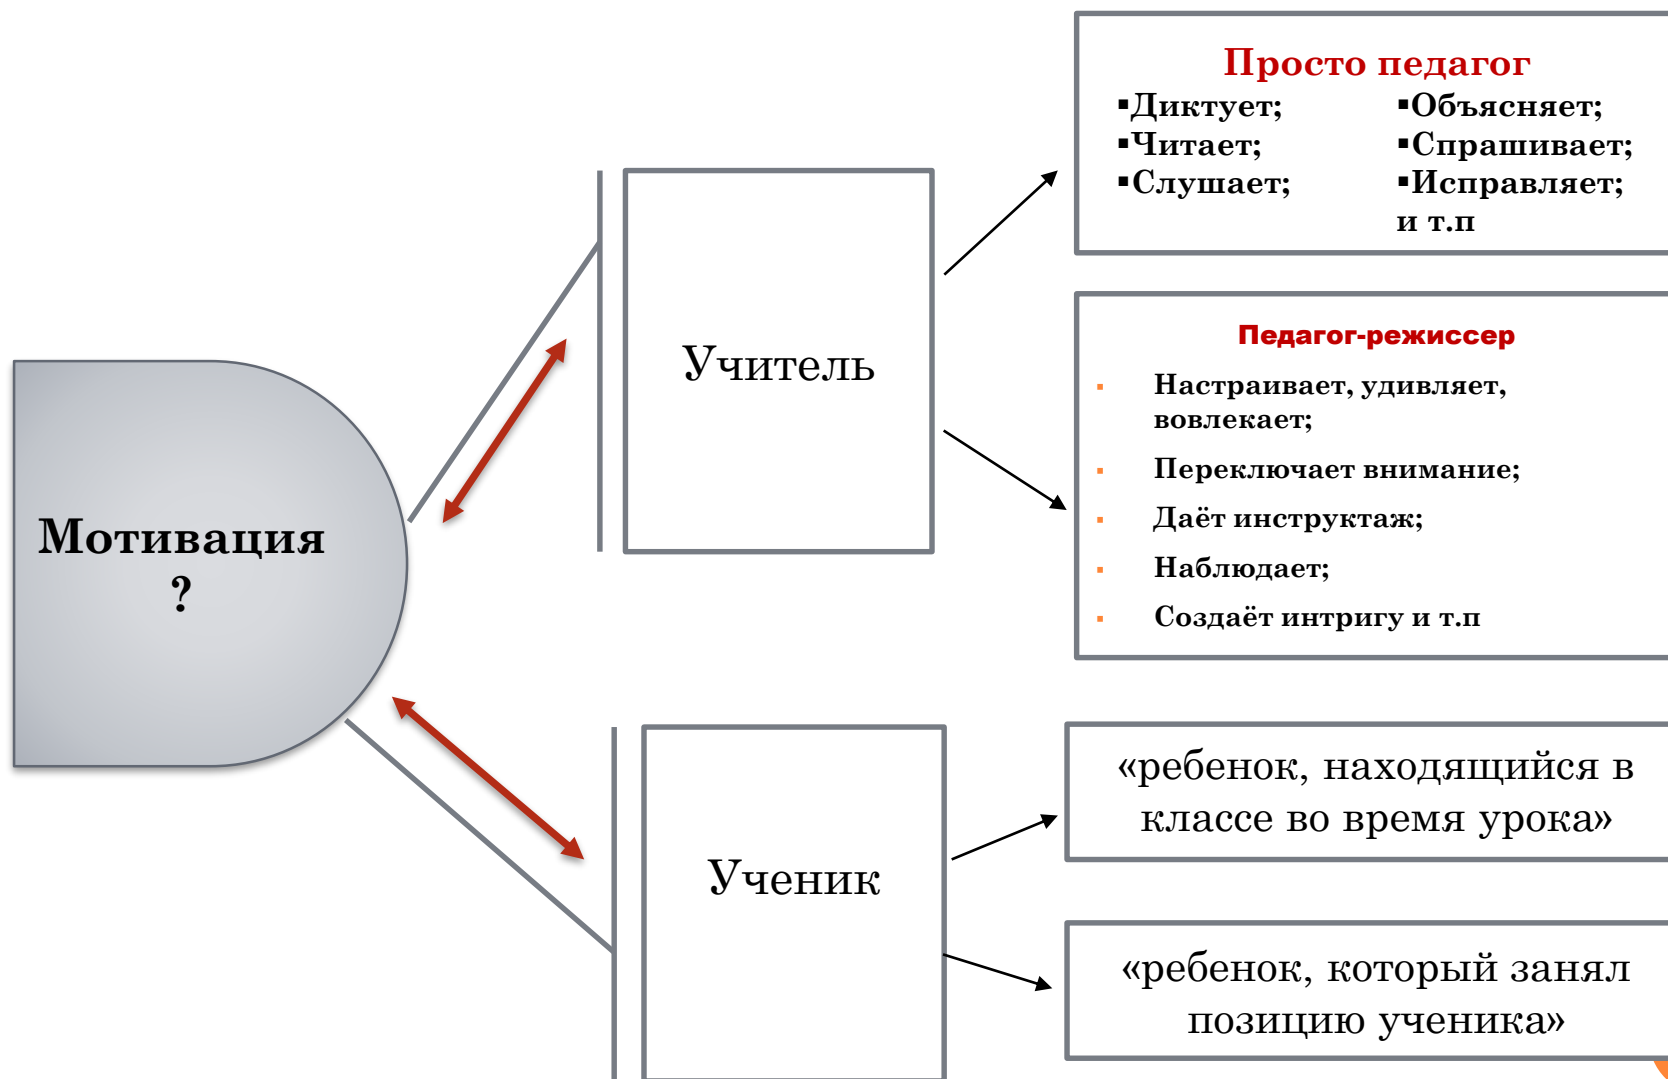 Мотивация
?
Учитель
Просто педагог
▪Диктует;
▪Читает;
▪Слушает;
▪Объясняет;
▪Спрашивает;
▪Исправляет;
и т.п
Педагог-режиссер
▪ Настраивает, удивляет,
вовлекает;
▪ Переключает внимание;
▪ Даёт инструктаж;
▪ Наблюдает;
▪ Создаёт интригу и т.п
Ученик
«ребенок, находящийся в
классе во время урока»
«ребенок, который занял
позицию ученика»